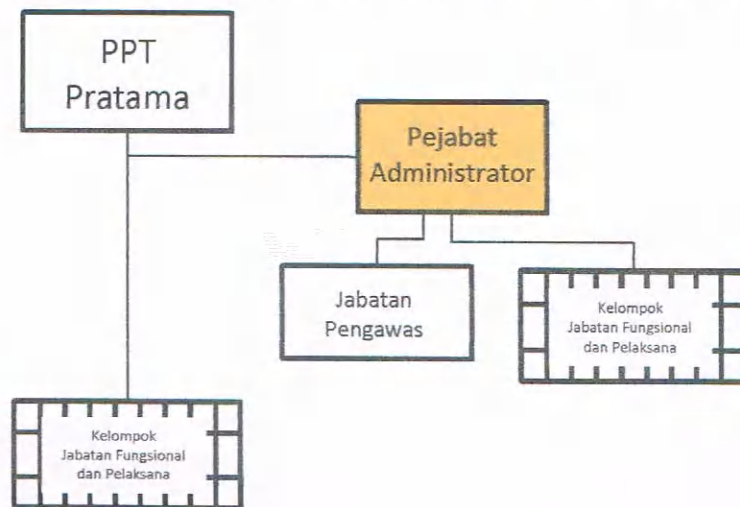 PPT
Pratama
Pejabat
Administrator
Jabatan
Pengawas
Kelompok
Jabatan Fungsional
dan Pelaksana
Kelompok
Jabatan Fungsional
dan Pelaksana